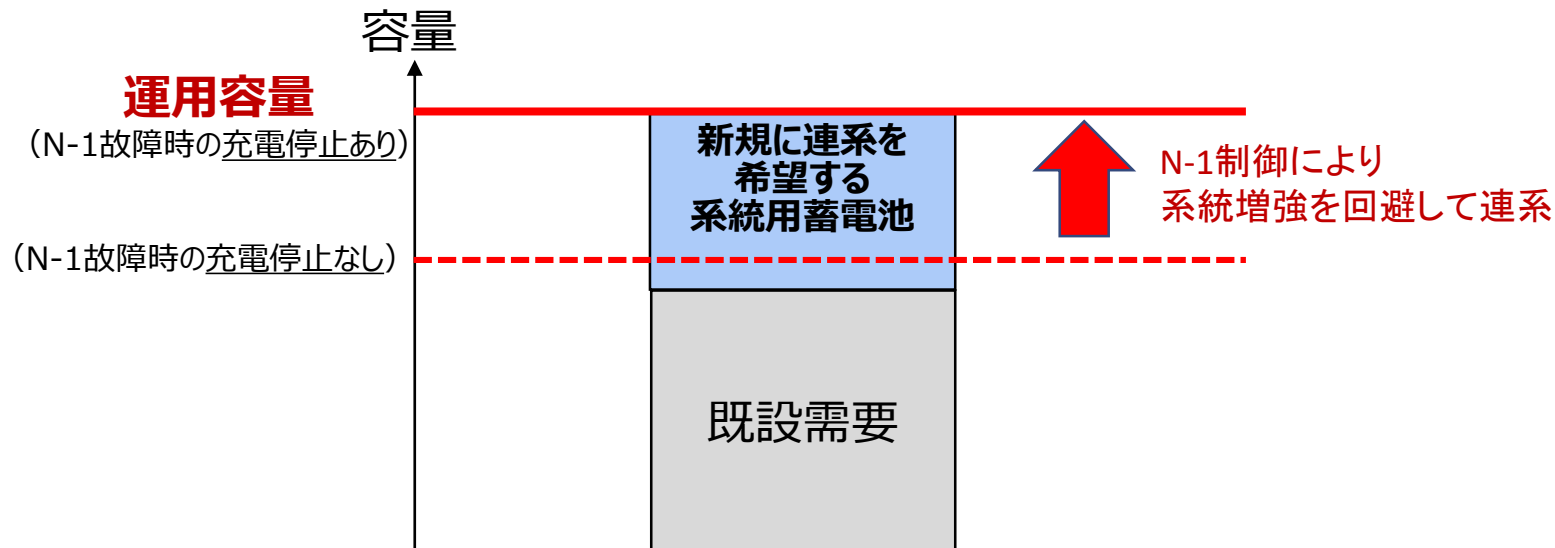 容量
運用容量
（N-1故障時の充電停止あり）
（N-1故障時の充電停止なし）
新規に連系を
希望する
系統用蓄電池
既設需要
N-1制御により
系統増強を回避して連系